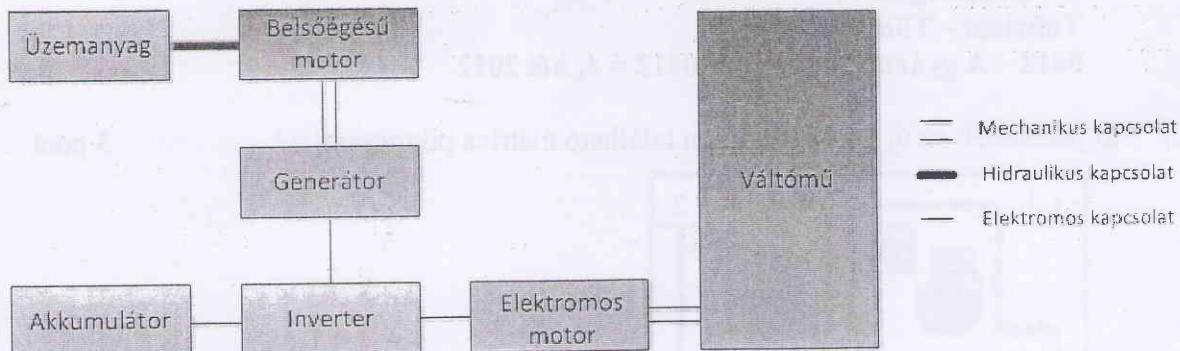 Üzemanyag
Belsőégésű
motor
Generátor
Váltómű
Akkumulátor
Inverter
Elektromos
motor
Mechanikus kapcsolat
Hidraulikus kapcsolat
Elektromos kapcsolat